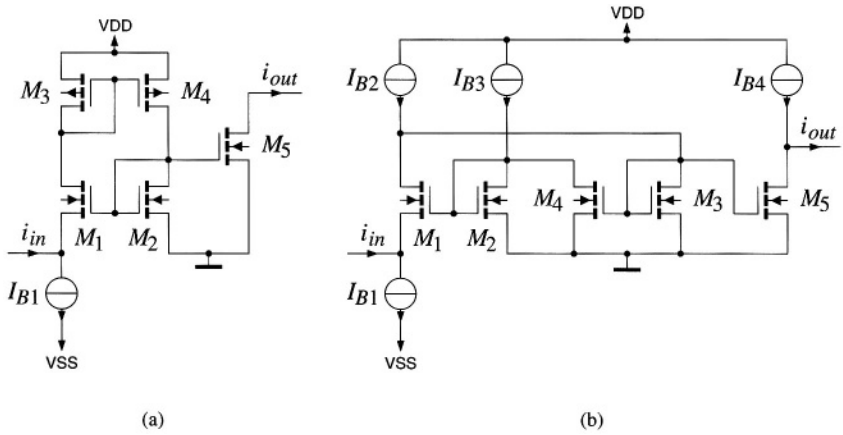 VDD
M3
M4
iout
M5
M1
M2
iin
IB1
VSS
(a)
VDD
IB2
IB3
IB4
iout
M4
M3
M5
iin
M1
M2
IB1
VSS
(b)